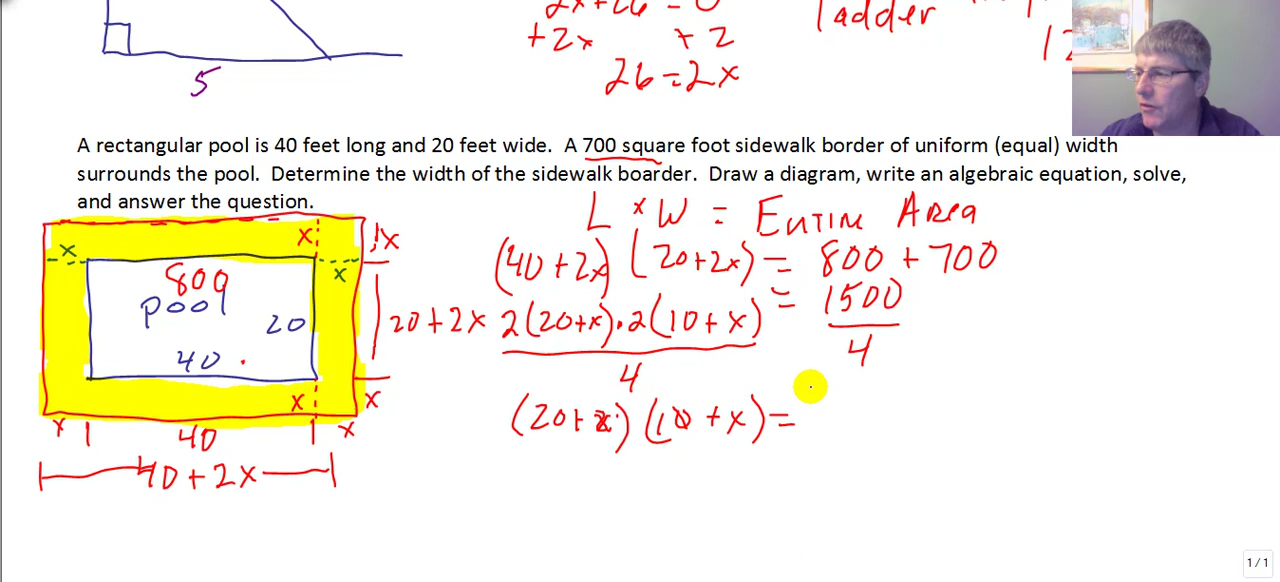 2x+26=0
ladder
+2x +2
12
26=2x
5
A rectangular pool is 40 feet long and 20 feet wide. A 700 square foot sidewalk border of uniform (equal) width
surrounds the pool. Determine the width of the sidewalk boarder. Draw a diagram, write an algebraic equation, solve,
and answer the question.
L x W = Entire Area
x x x
x x
(40+2x)(20+2x) = 800 + 700
800
pool
20
40
20+2x
2(20+x)·2(10+x) = 1500
4 4
x x
x 40 x
(20+x)(10+x)=
40+2x
1/1